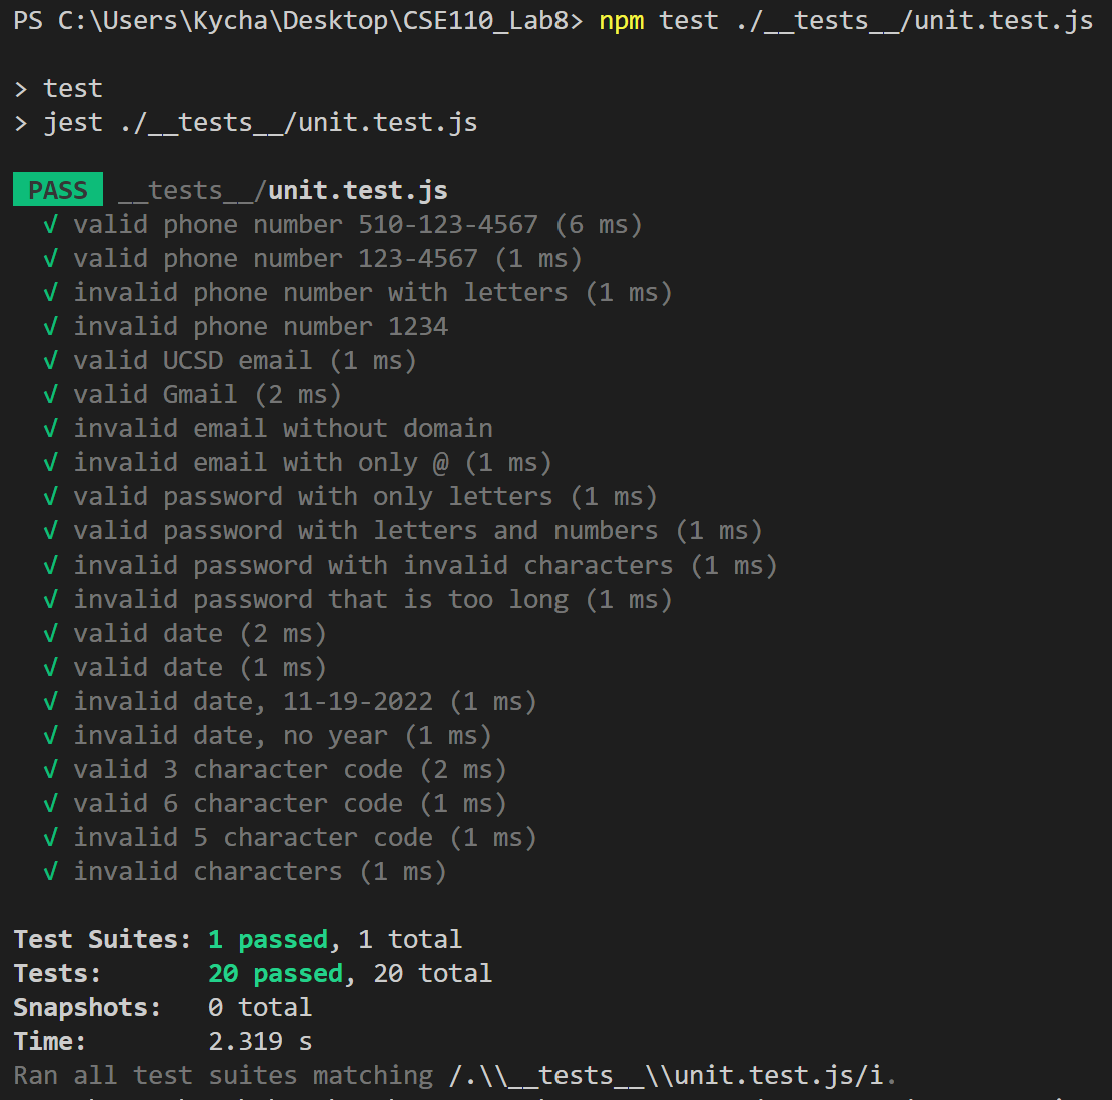 PS C:\Users\Kycha\Desktop\CSE110_Lab8> npm test ./__tests__/unit.test.js
> test
> jest ./__tests__/unit.test.js
PASS __tests__/unit.test.js
√ valid phone number 510-123-4567 (6 ms)
√ valid phone number 123-4567 (1 ms)
√ invalid phone number with letters (1 ms)
√ invalid phone number 1234
√ valid UCSD email (1 ms)
√ valid Gmail (2 ms)
√ invalid email without domain
√ invalid email with only @ (1 ms)
√ valid password with only letters (1 ms)
√ valid password with letters and numbers (1 ms)
√ invalid password with invalid characters (1 ms)
√ invalid password that is too long (1 ms)
√ valid date (2 ms)
√ valid date (1 ms)
√ invalid date, 11-19-2022 (1 ms)
√ invalid date, no year (1 ms)
√ valid 3 character code (2 ms)
√ valid 6 character code (1 ms)
√ invalid 5 character code (1 ms)
√ invalid characters (1 ms)
Test Suites: 1 passed, 1 total
Tests: 20 passed, 20 total
Snapshots: 0 total
Time: 2.319 s
Ran all test suites matching /.\\__tests__\\unit.test.js/i.